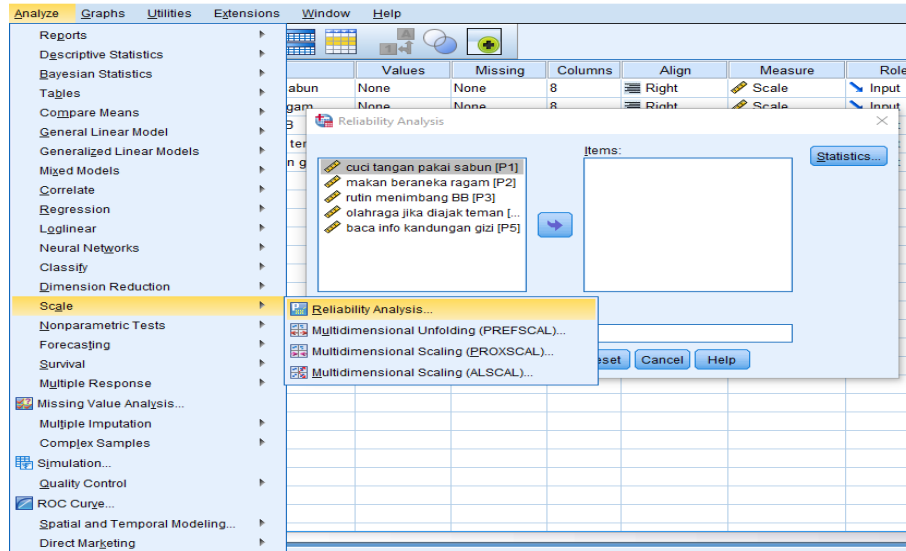 Analyze Graphs Utilities Extensions Window Help
Reports
Descriptive Statistics
Bayesian Statistics
Tables
Compare Means
General Linear Model
Generalized Linear Models
Mixed Models
Correlate
Regression
Loglinear
Neural Networks
Classify
Dimension Reduction
Scale
Nonparametric Tests
Forecasting
Survival
Multiple Response
Missing Value Analysis...
Multiple Imputation
Complex Samples
Simulation...
Quality Control
ROC Curve...
Spatial and Temporal Modeling...
Direct Marketing
Values Missing Columns Align Measure Role
abun None None 8 Right Scale Input
gam None None 8 Right Scale Input
B
ter
n g
Reliability Analysis
cuci tangan pakai sabun [P1]
makan beraneka ragam [P2]
rutin menimbang BB [P3]
olahraga jika diajak teman [...
baca info kandungan gizi [P5]
Items:
Statistics...
Reliability Analysis...
Multidimensional Unfolding (PREFSCAL)...
Multidimensional Scaling (PROXSCAL)...
Multidimensional Scaling (ALSCAL)...
eset Cancel Help